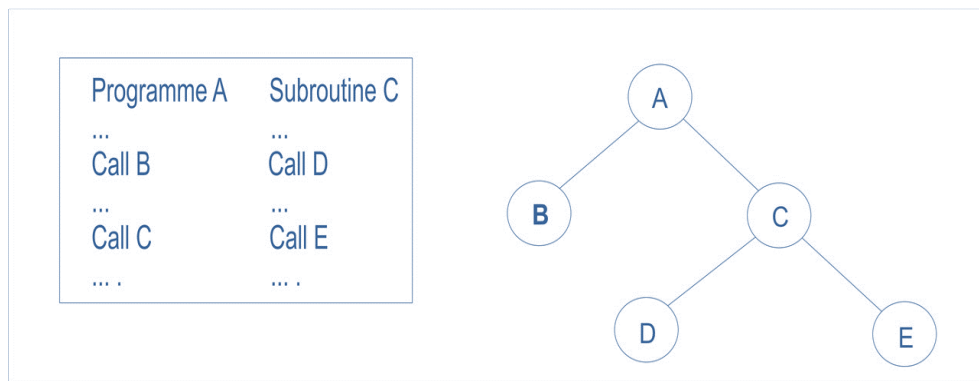 Programme A
...
Call B
...
Call C
... .
Subroutine C
...
Call D
...
Call E
... .
A
B
C
D
E